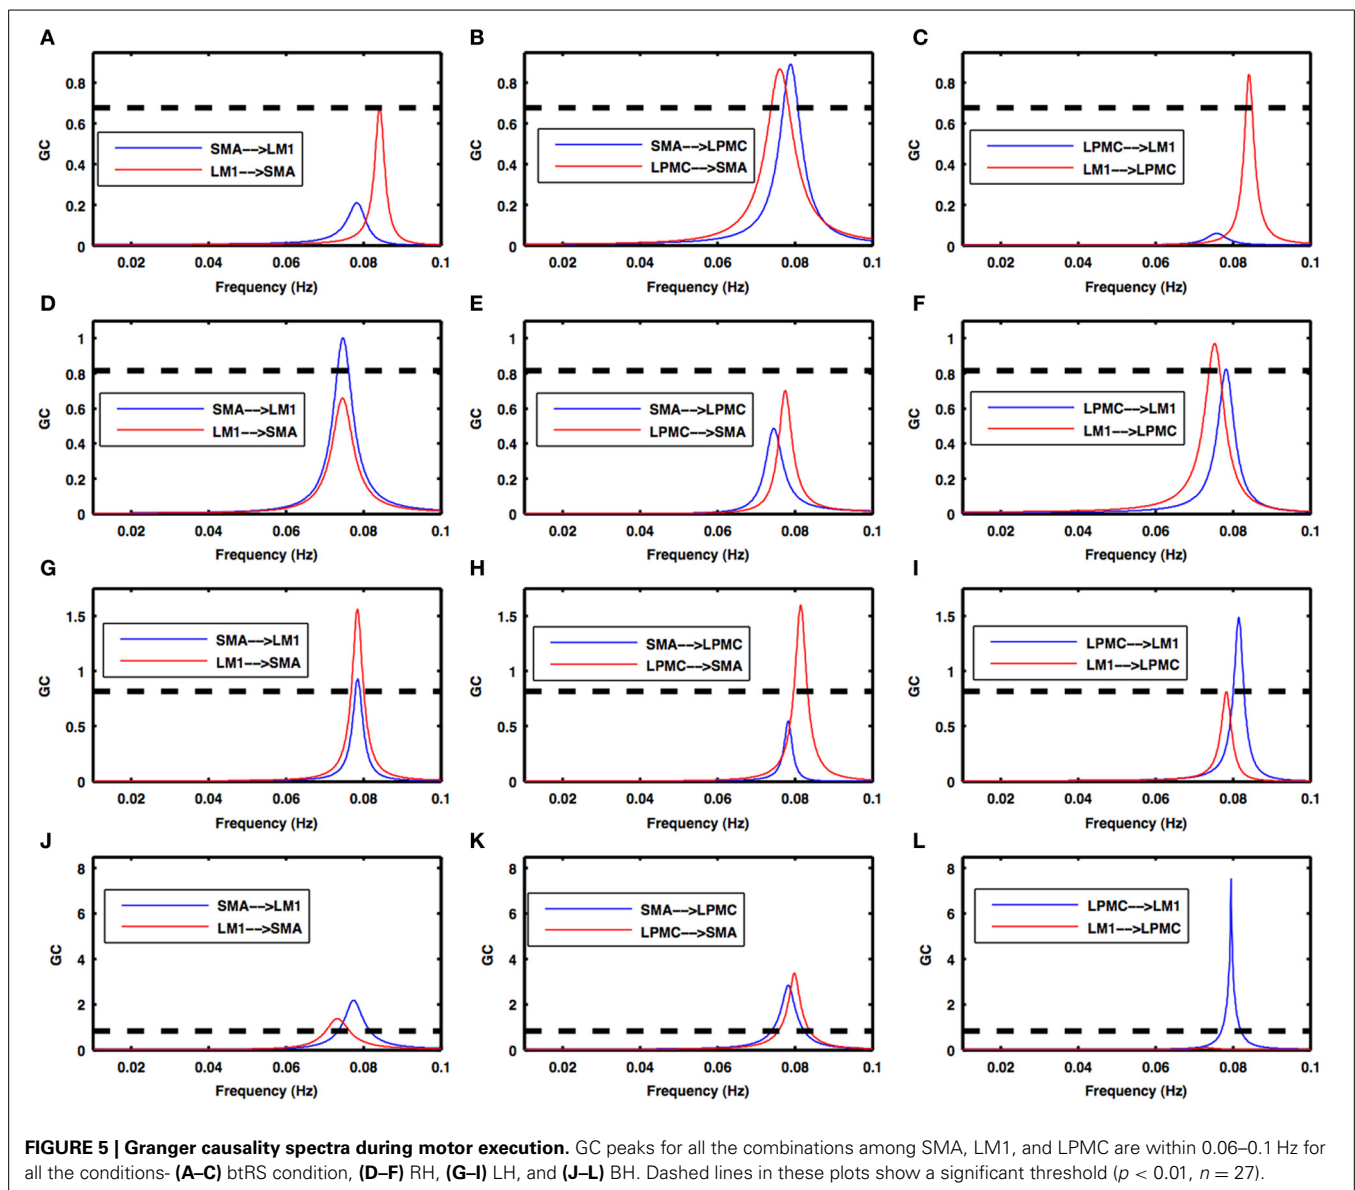 A
B
C
0.8
0.6
0.4
0.2
0
GC
SMA-->LM1
LM1-->SMA
0.02 0.04 0.06 0.08 0.1
Frequency (Hz)
0.8
0.6
0.4
0.2
0
GC
SMA-->LPMC
LPMC-->SMA
0.02 0.04 0.06 0.08 0.1
Frequency (Hz)
0.8
0.6
0.4
0.2
0
GC
LPMC-->LM1
LM1-->LPMC
0.02 0.04 0.06 0.08 0.1
Frequency (Hz)
D
E
F
1
0.8
0.6
0.4
0.2
0
GC
SMA-->LM1
LM1-->SMA
0.02 0.04 0.06 0.08 0.1
Frequency (Hz)
1
0.8
0.6
0.4
0.2
0
GC
SMA-->LPMC
LPMC-->SMA
0.02 0.04 0.06 0.08 0.1
Frequency (Hz)
1
0.8
0.6
0.4
0.2
0
GC
LPMC-->LM1
LM1-->LPMC
0.02 0.04 0.06 0.08 0.1
Frequency (Hz)
G
H
I
1.5
1
0.5
0
GC
SMA-->LM1
LM1-->SMA
0.02 0.04 0.06 0.08 0.1
Frequency (Hz)
1.5
1
0.5
0
GC
SMA-->LPMC
LPMC-->SMA
0.02 0.04 0.06 0.08 0.1
Frequency (Hz)
1.5
1
0.5
0
GC
LPMC-->LM1
LM1-->LPMC
0.02 0.04 0.06 0.08 0.1
Frequency (Hz)
J
K
L
8
6
4
2
0
GC
SMA-->LM1
LM1-->SMA
0.02 0.04 0.06 0.08 0.1
Frequency (Hz)
8
6
4
2
0
GC
SMA-->LPMC
LPMC-->SMA
0.02 0.04 0.06 0.08 0.1
Frequency (Hz)
8
6
4
2
0
GC
LPMC-->LM1
LM1-->LPMC
0.02 0.04 0.06 0.08 0.1
Frequency (Hz)
FIGURE 5 | Granger causality spectra during motor execution. GC peaks for all the combinations among SMA, LM1, and LPMC are within 0.06–0.1 Hz for
all the conditions- (A–C) btRS condition, (D–F) RH, (G–I) LH, and (J–L) BH. Dashed lines in these plots show a significant threshold (p < 0.01, n = 27).